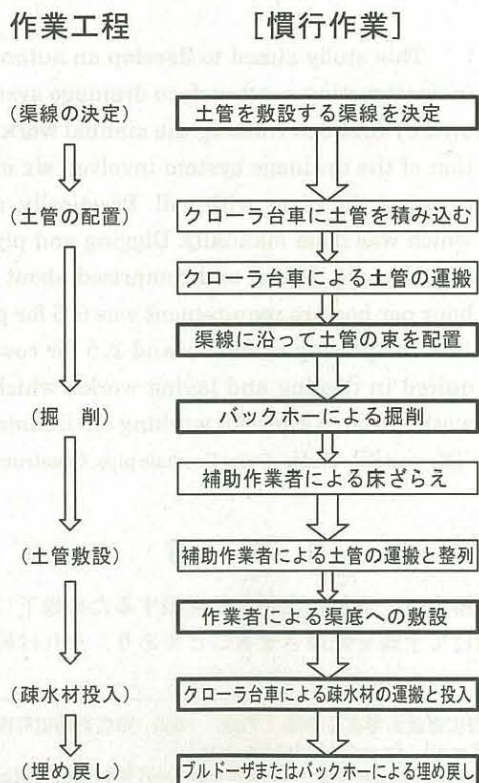 作業工程 [慣行作業]
(渠線の決定) 土管を敷設する渠線を決定
(土管の配置) クローラ台車に土管を積み込む
クローラ台車による土管の運搬
渠線に沿って土管の束を配置
(掘 削) バックホーによる掘削
補助作業者による床ざらえ
(土管敷設) 補助作業者による土管の運搬と整列
作業者による渠底への敷設
(疎水材投入) クローラ台車による疎水材の運搬と投入
(埋め戻し) ブルドーザまたはバックホーによる埋め戻し